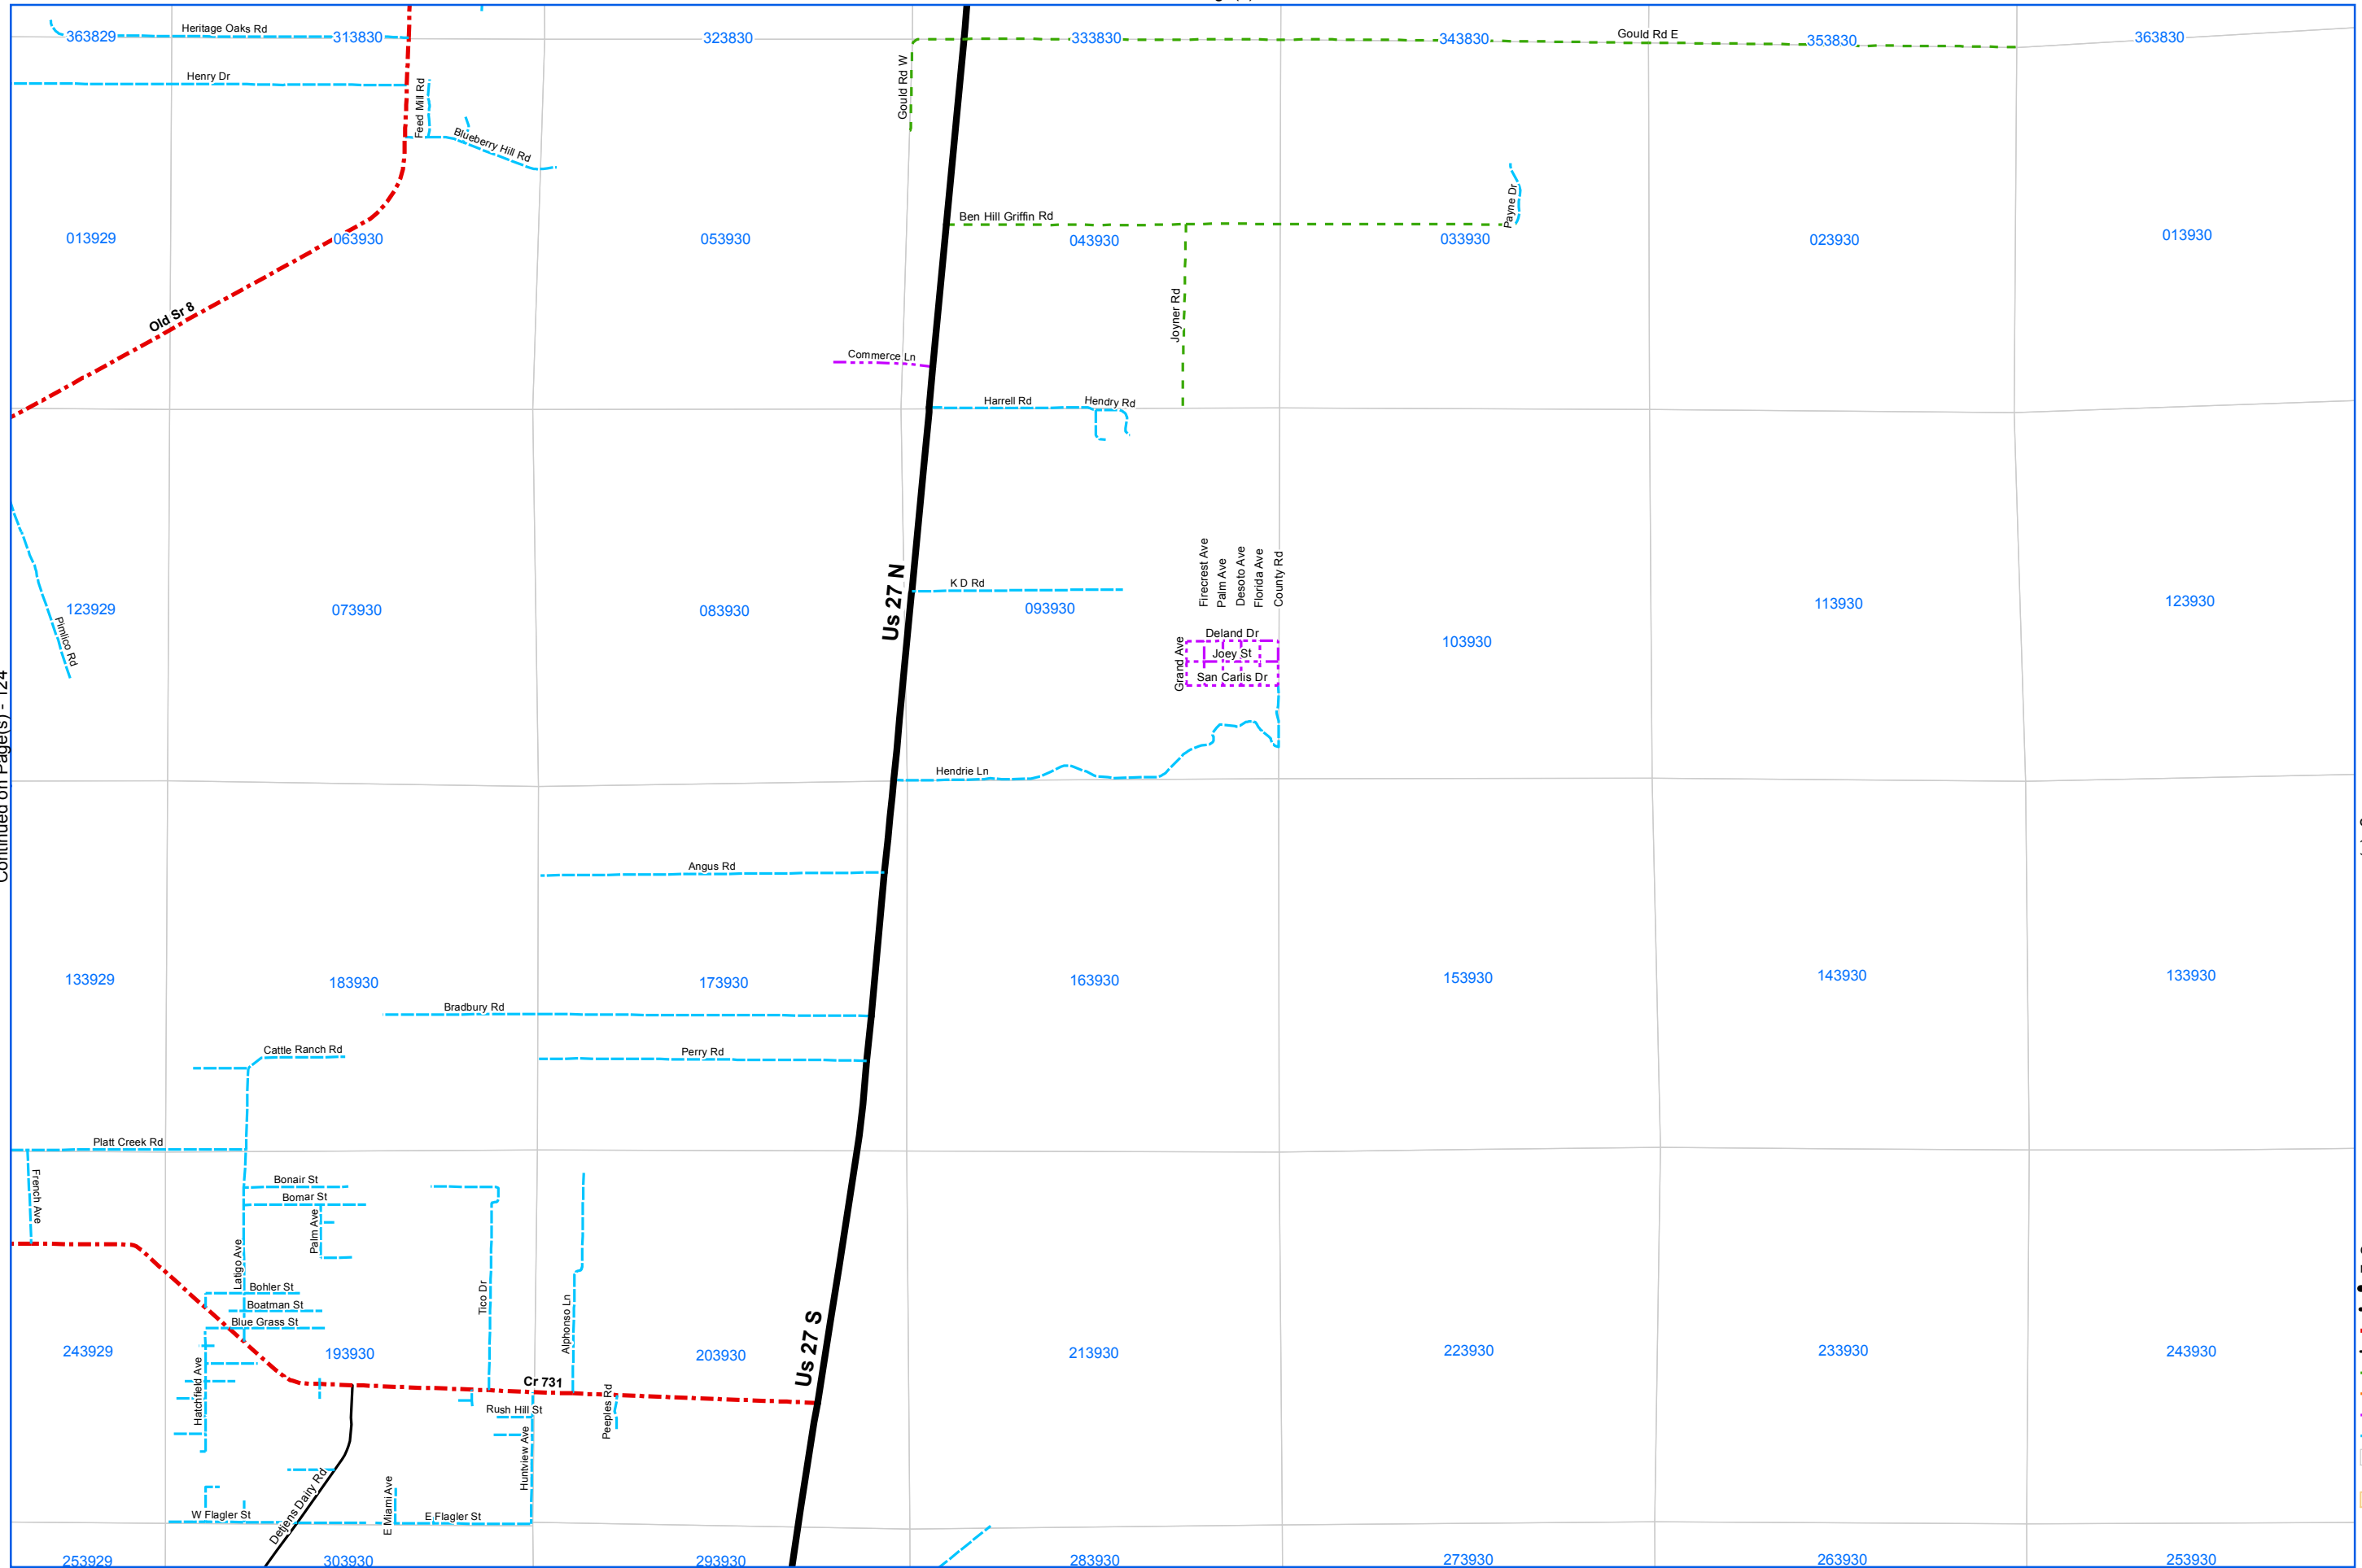 363829
Heritage Oaks Rd
313830
323830
333830
343830
Gould Rd E
353830
363830
Henry Dr
Feed Mill Rd
Blueberry Hill Rd
Gould Rd W
Payne Dr
Ben Hill Griffin Rd
013929
063930
053930
043930
033930
023930
013930
Old Sr 8
Joyner Rd
Commerce Ln
Harrell Rd
Hendry Rd
Us 27 N
K D Rd
Firecrest Ave
Palm Ave
Desoto Ave
Florida Ave
County Rd
123929
073930
083930
093930
103930
113930
123930
Pimlico Rd
Deland Dr
Joey St
San Carlis Dr
Grand Ave
Continued on Page(s) - 124
Hendrie Ln
Angus Rd
133929
183930
173930
163930
153930
143930
133930
Bradbury Rd
Cattle Ranch Rd
Perry Rd
Platt Creek Rd
French Ave
Bonair St
Bomar St
Palm Ave
Latigo Ave
Bohler St
Boatman St
Blue Grass St
Tico Dr
Alphonso Ln
Us 27 S
243929
193930
203930
213930
223930
233930
243930
Hatchfield Ave
Cr 731
Rush Hill St
Peeples Rd
Huntview Ave
Detjens Dairy Rd
E Miami Ave
W Flagler St
E Flagler St
253929
303930
293930
283930
273930
263930
253930